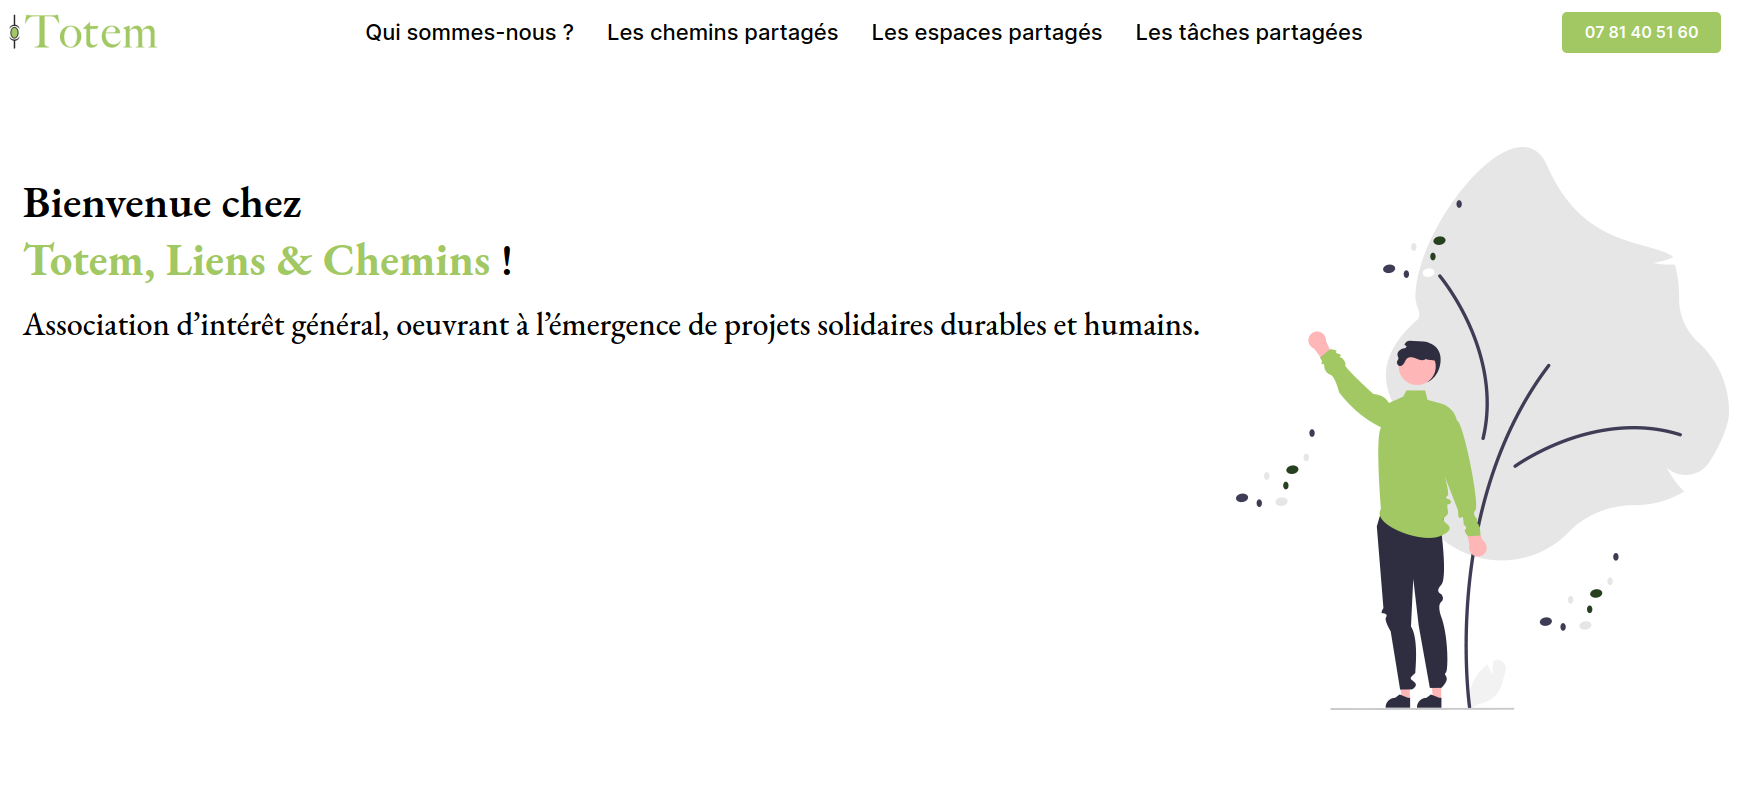 Totem
Qui sommes-nous ? Les chemins partagés Les espaces partagés Les tâches partagées
07 81 40 51 60
Bienvenue chez
Totem, Liens & Chemins !
Association d’intérêt général, oeuvrant à l’émergence de projets solidaires durables et humains.